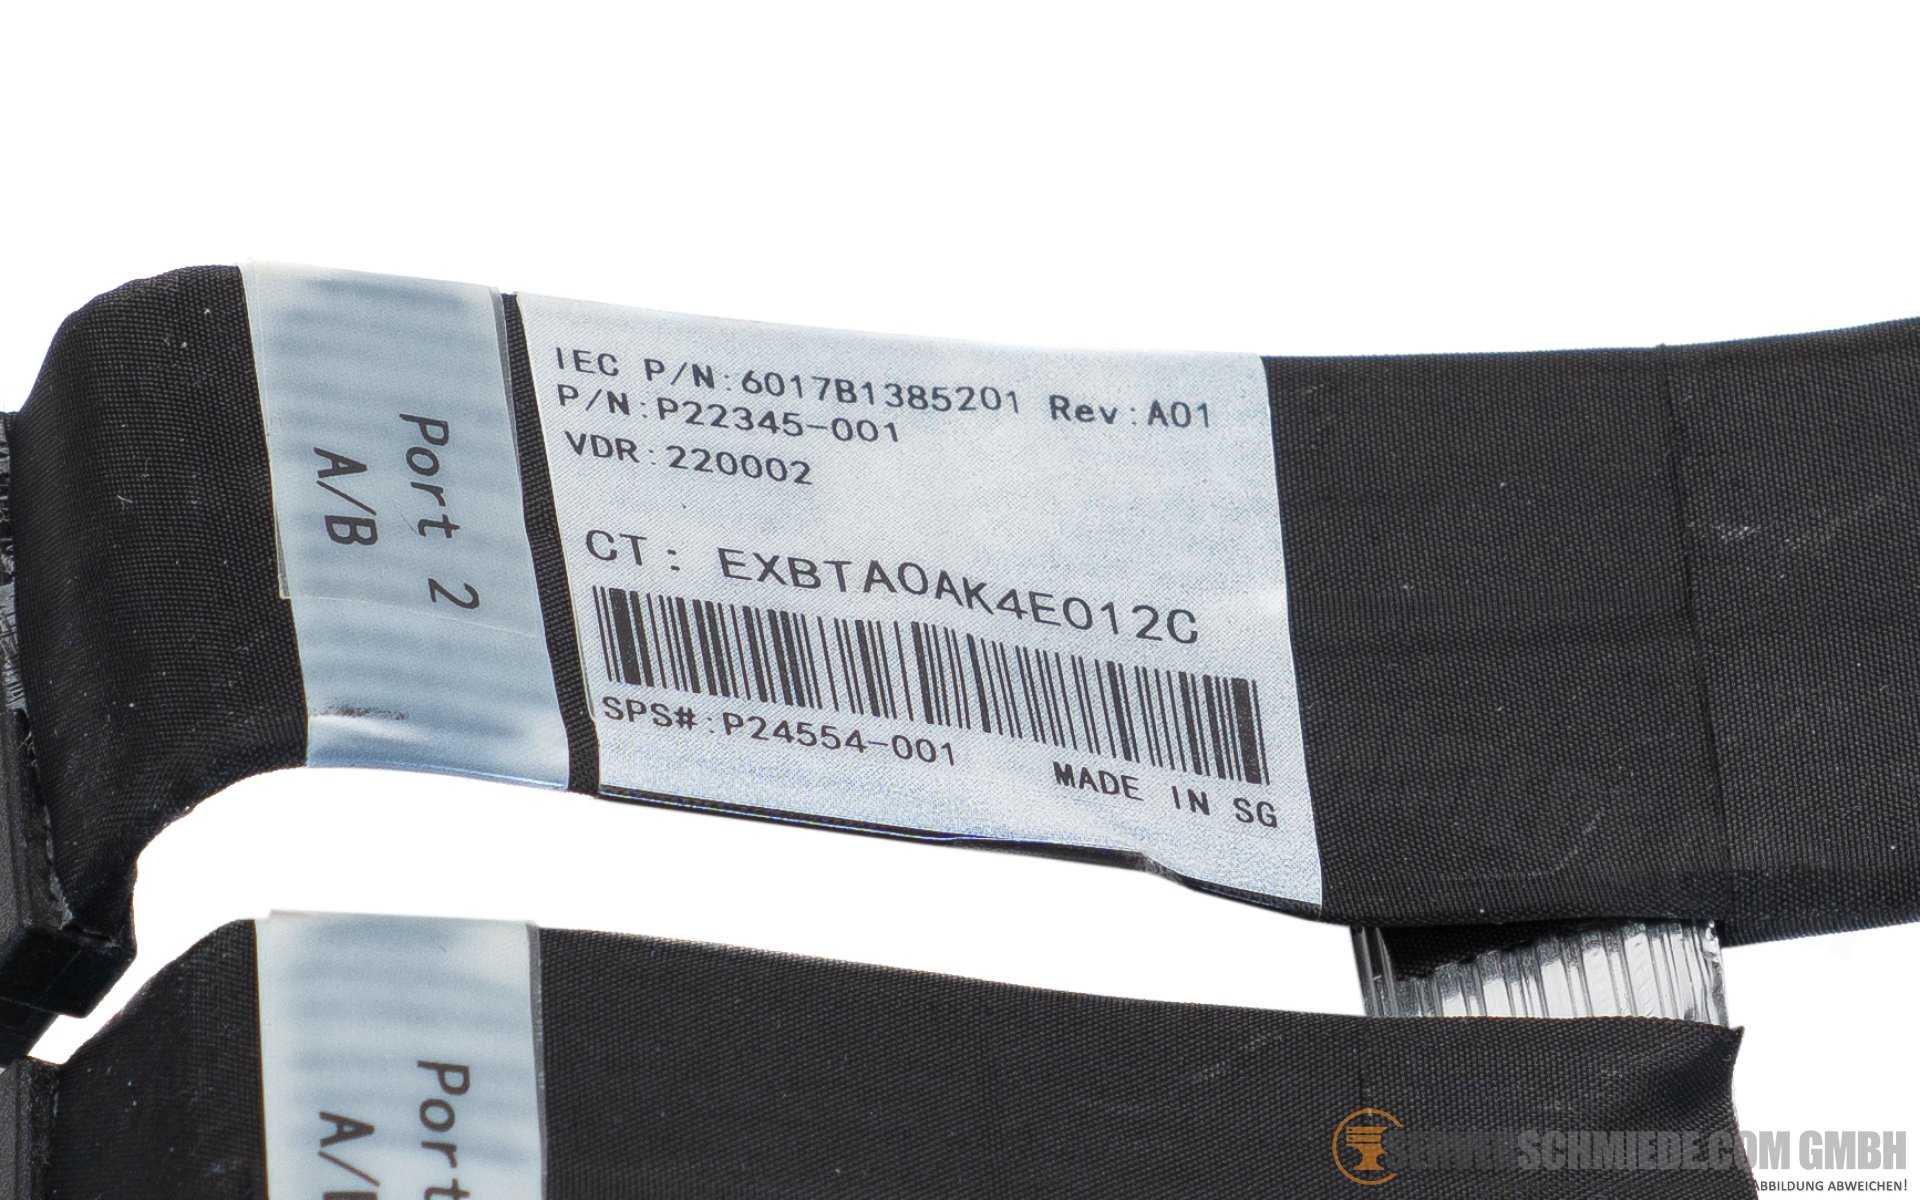 IEC P/N:6017B1385201 Rev:A01
P/N:P22345-001
VDR:220002
CT: EXBTA0AK4E012C
SPS#:P24554-001
MADE IN SG
Port 2
A/B
Port
SERVERSCHMIEDE.COM GMBH
ABBILDUNG ABWEICHEN!